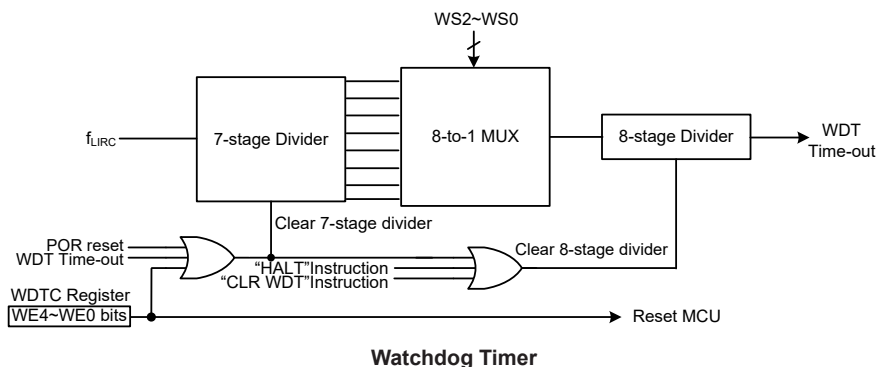 WS2~WS0
fLIRC
7-stage Divider
8-to-1 MUX
8-stage Divider
WDT
Time-out
Clear 7-stage divider
POR reset
WDT Time-out
"HALT"Instruction
"CLR WDT"Instruction
Clear 8-stage divider
WDTC Register
WE4~WE0 bits
Reset MCU
Watchdog Timer